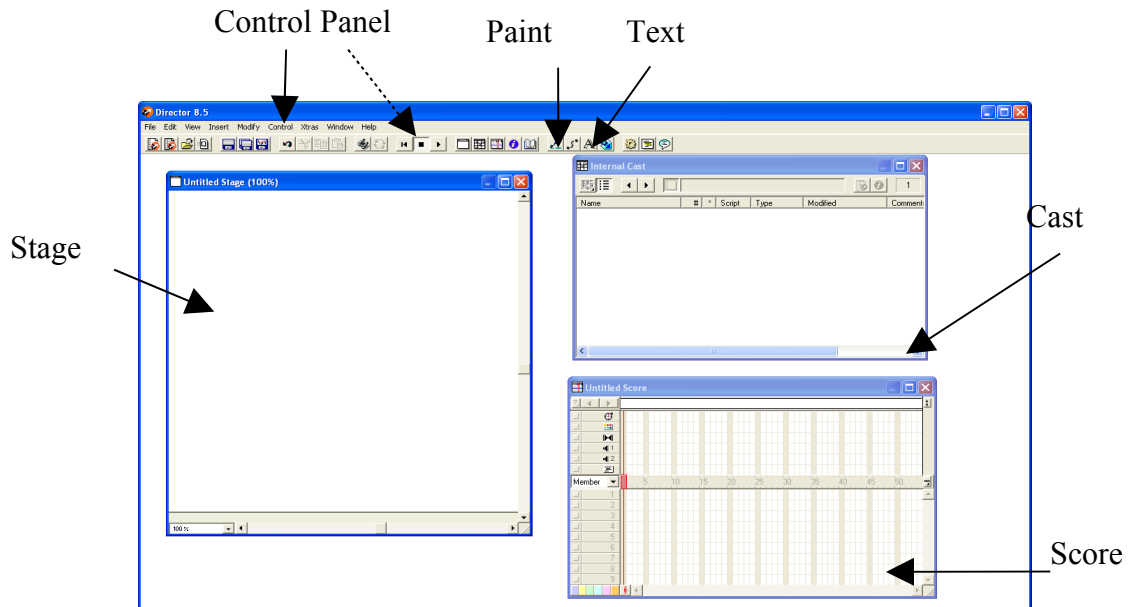 Control Panel
Paint
Text
Director 8.5
File Edit View Insert Modify Control Xtras Window Help
Untitled Stage (100%)
Internal Cast
1
Name # * Script Type Modified Comment
Cast
Stage
100 %
Untitled Score
1
2
Member 5 10 15 20 25 30 35 40 45 50
1
2
3
4
5
6
7
8
9
Score